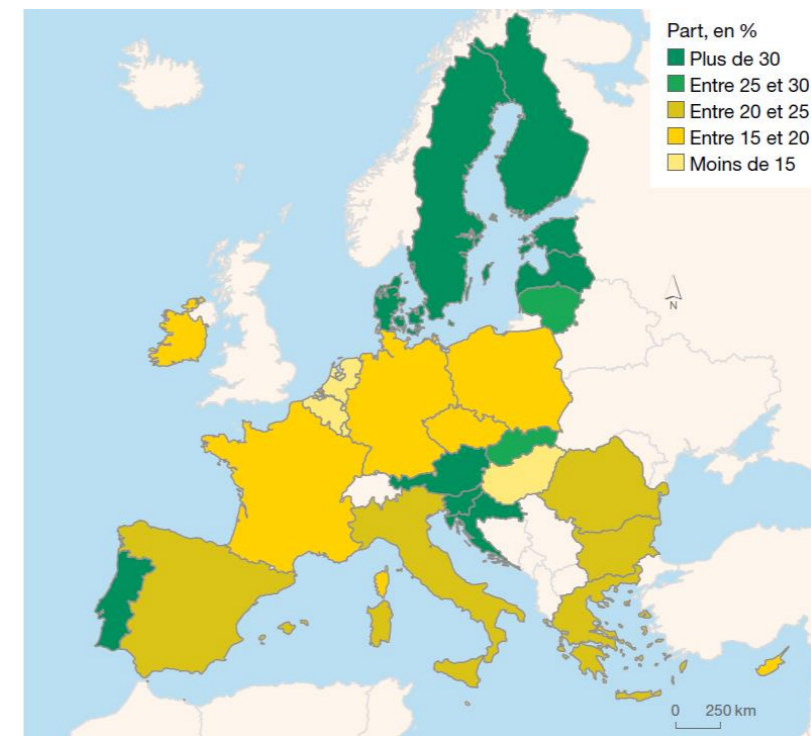 Part, en %
Plus de 30
Entre 25 et 30
Entre 20 et 25
Entre 15 et 20
Moins de 15
N
0 250 km